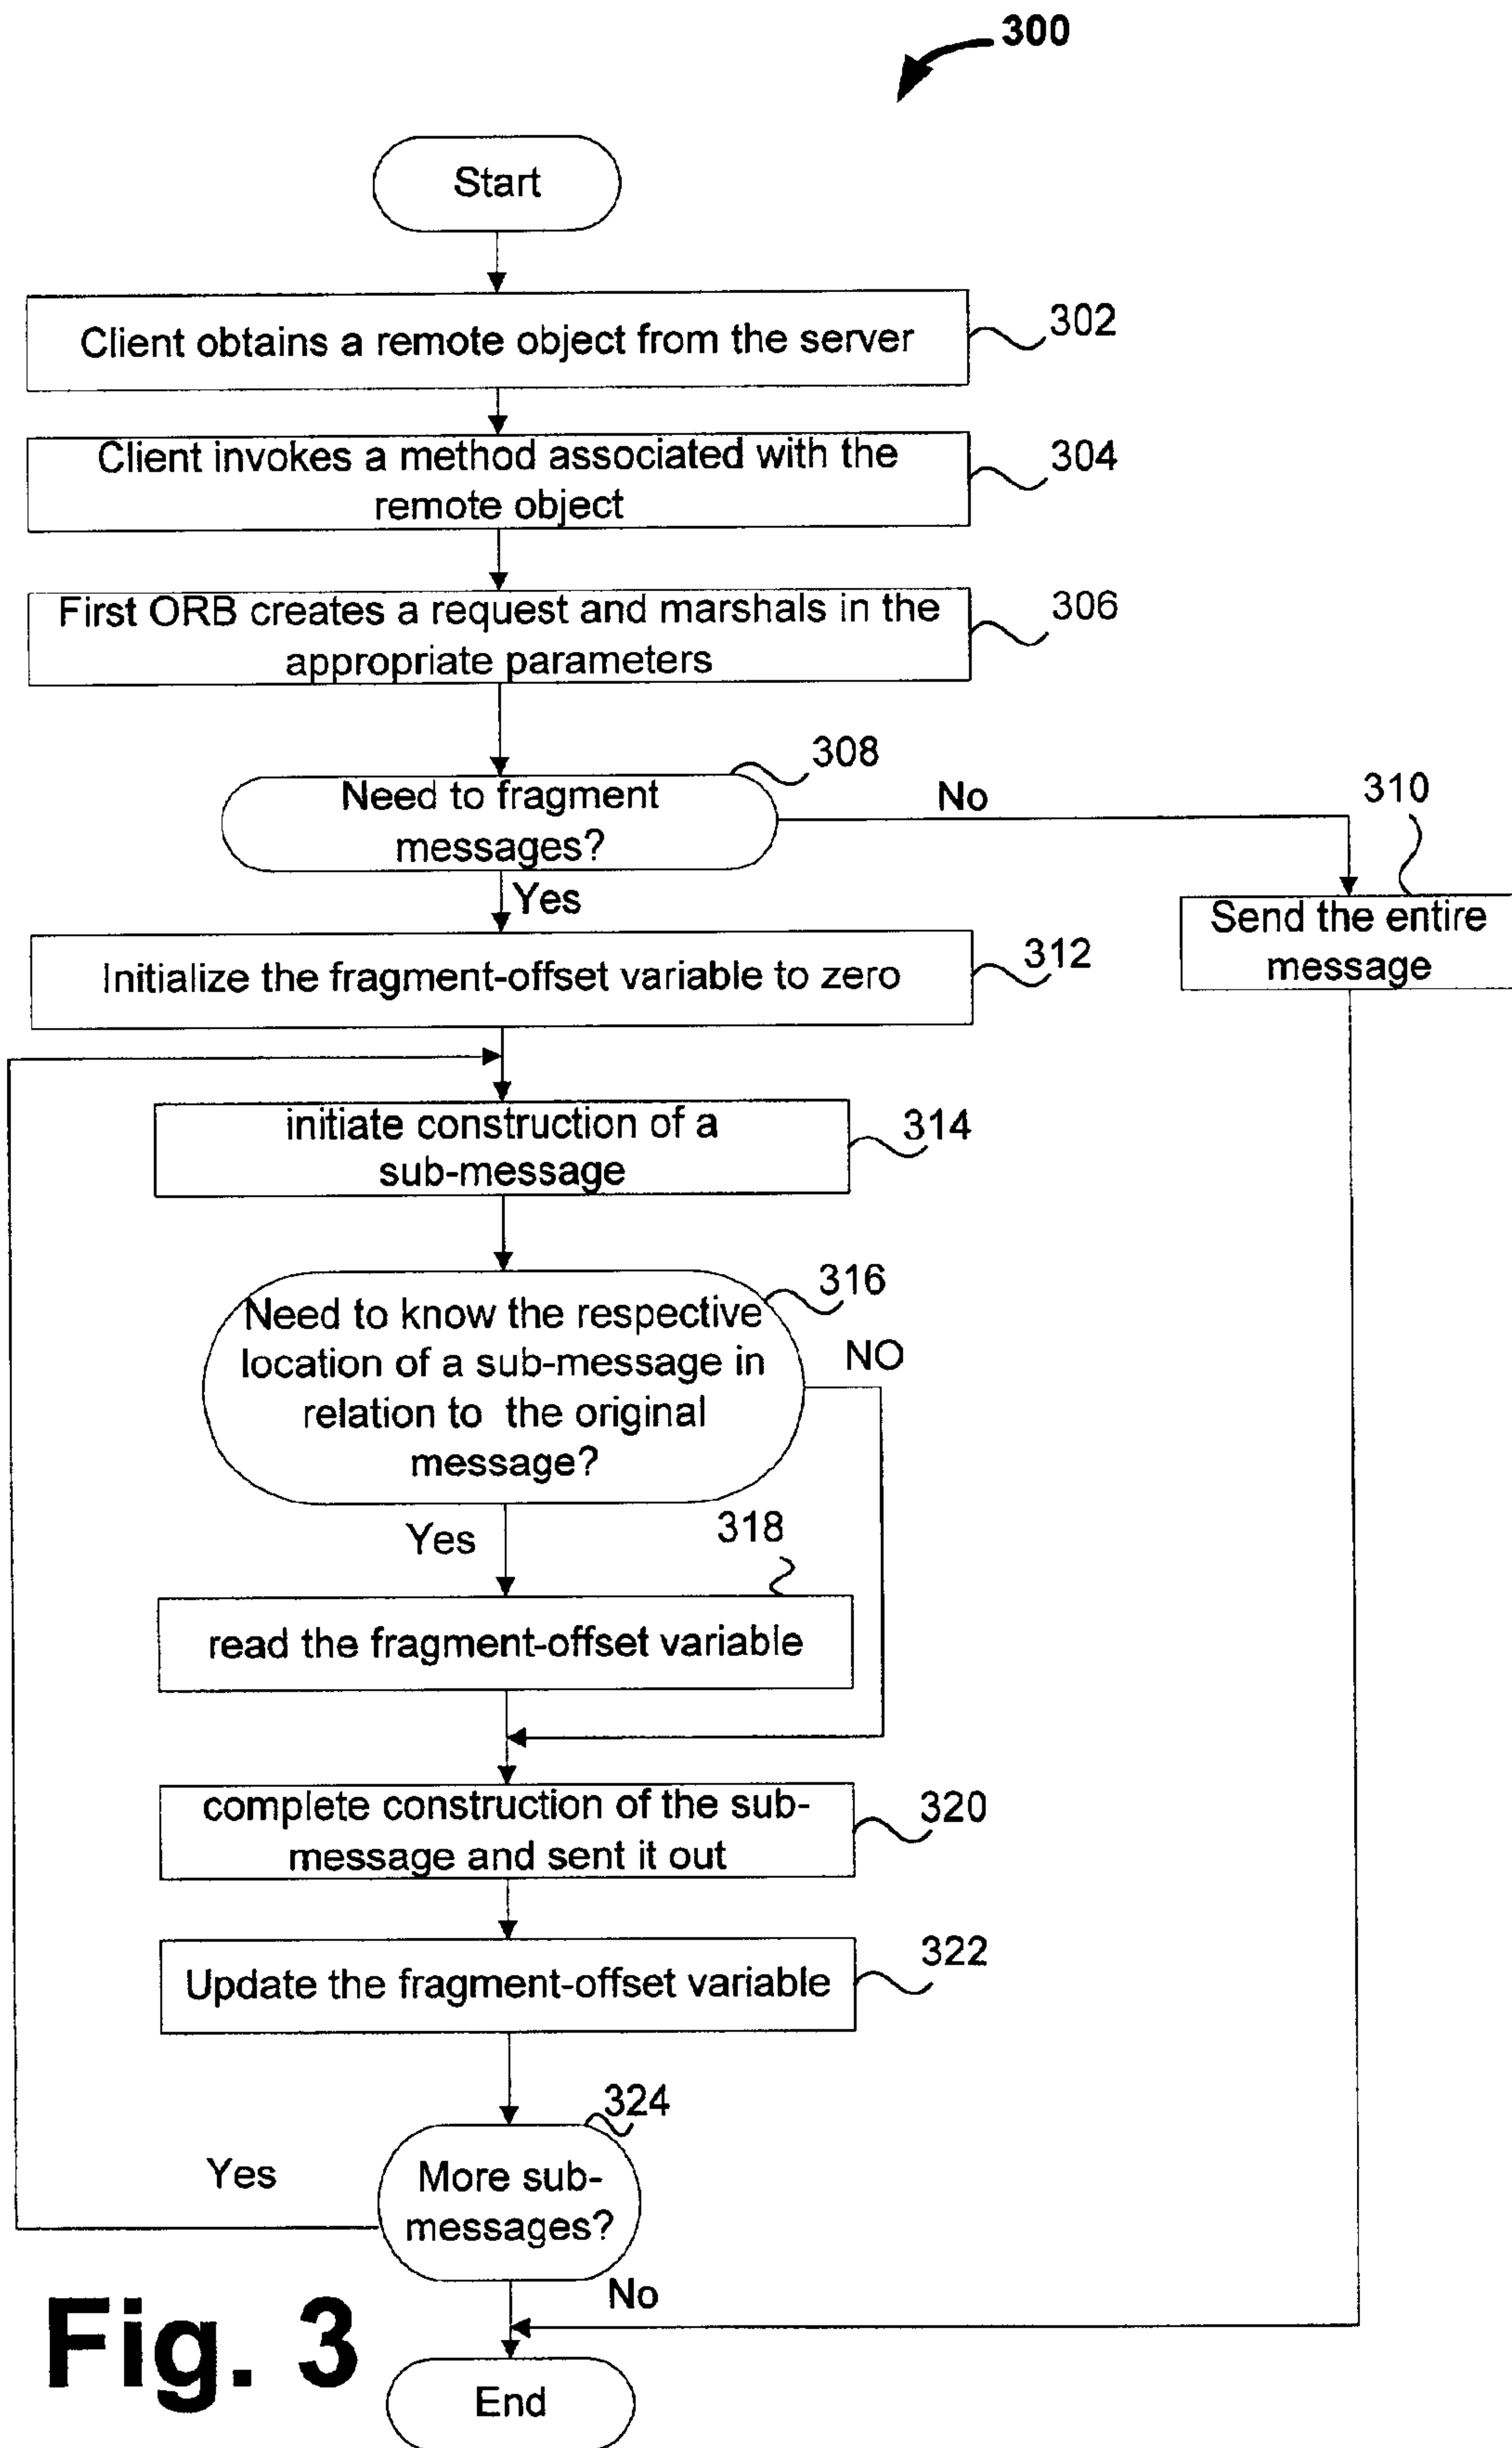 300
Start
Client obtains a remote object from the server
302
Client invokes a method associated with the
remote object
304
First ORB creates a request and marshals in the
appropriate parameters
306
308
Need to fragment
messages?
No
310
Yes
Send the entire
message
Initialize the fragment-offset variable to zero
312
initiate construction of a
sub-message
314
316
Need to know the respective
location of a sub-message in
relation to the original
message?
NO
Yes
318
read the fragment-offset variable
complete construction of the sub-
message and sent it out
320
Update the fragment-offset variable
322
324
More sub-
messages?
Yes
No
Fig. 3
End